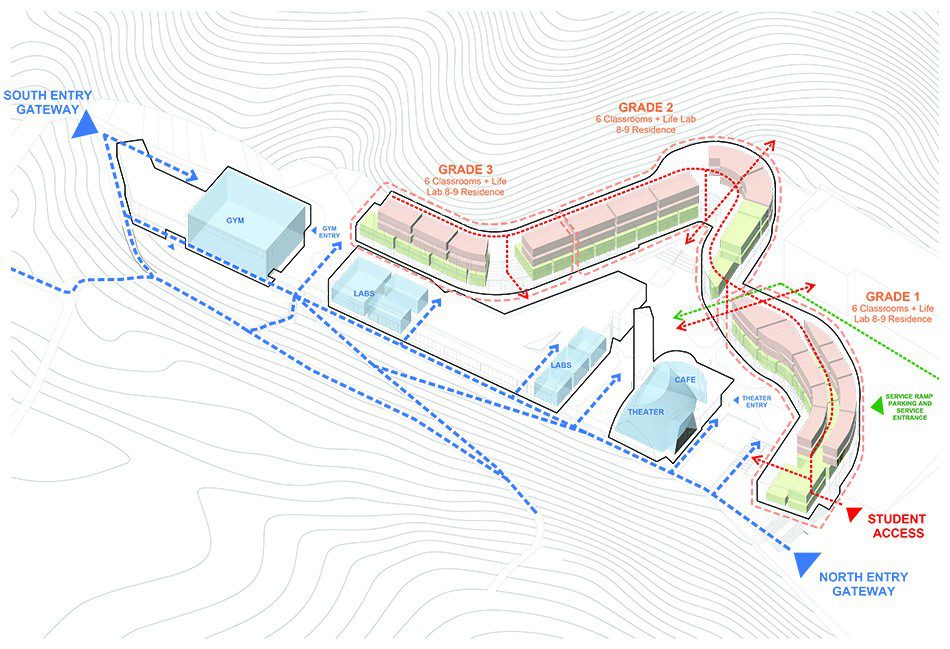 SOUTH ENTRY
GATEWAY
GRADE 2
6 Classrooms + Life Lab
8-9 Residence
GRADE 3
6 Classrooms + Life
Lab 8-9 Residence
GYM
GYM
ENTRY
LABS
GRADE 1
6 Classrooms + Life
Lab 8-9 Residence
LABS
CAFE
THEATER
THEATER
ENTRY
SERVICE RAMP
PARKING AND
SERVICE
ENTRANCE
STUDENT
ACCESS
NORTH ENTRY
GATEWAY